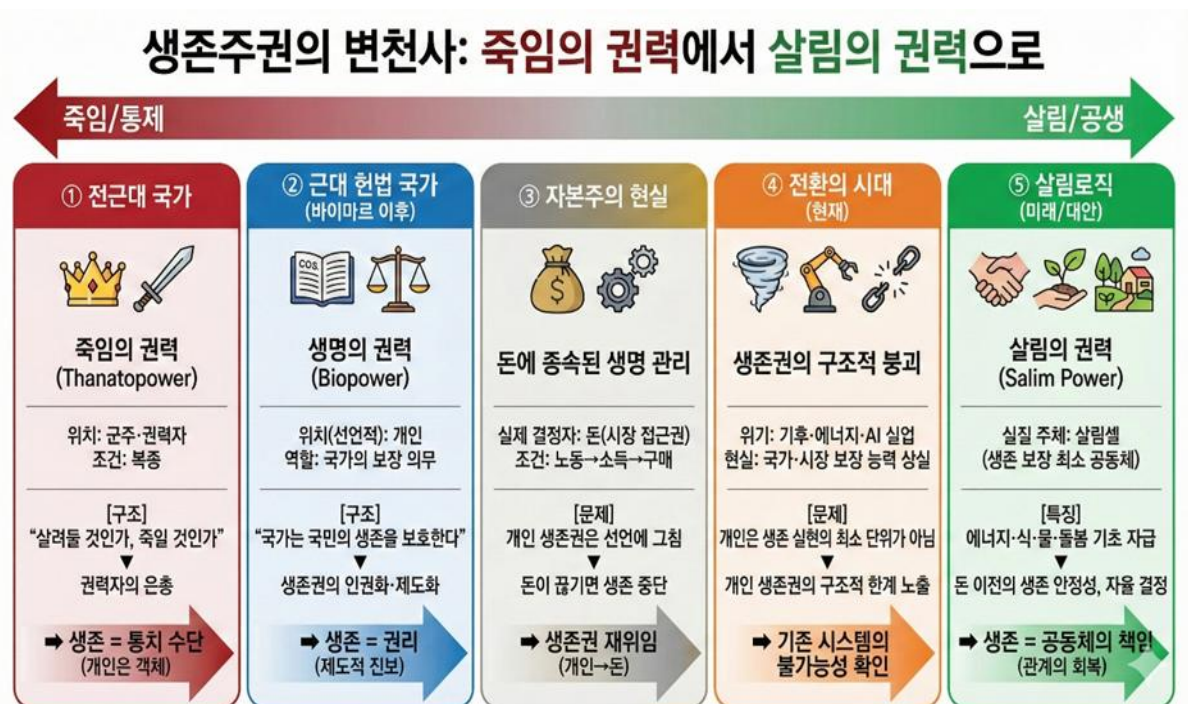 생존주권의 변천사: 죽임의 권력에서 살림의 권력으로
죽임/통제
살림/공생
① 전근대 국가
죽임의 권력
(Thanatopower)
위치: 군주·권력자
조건: 복종
[구조]
“살려둘 것인가, 죽일 것인가”
▼
권력자의 은총
➡ 생존 = 통치 수단
(개인은 객체)
② 근대 헌법 국가
(바이마르 이후)
COS.
생명의 권력
(Biopower)
위치(선언적): 개인
역할: 국가의 보장 의무
[구조]
“국가는 국민의 생존을 보호한다”
▼
생존권의 인권화·제도화
➡ 생존 = 권리
(제도적 진보)
③ 자본주의 현실
$
돈에 종속된 생명 관리
실제 결정자: 돈(시장 접근권)
조건: 노동→소득→구매
[문제]
개인 생존권은 선언에 그침
▼
돈이 끊기면 생존 중단
➡ 생존권 재위임
(개인→돈)
④ 전환의 시대
(현재)
생존권의 구조적 붕괴
위기: 기후·에너지·AI 실업
현실: 국가·시장 보장 능력 상실
[문제]
개인은 생존 실현의 최소 단위가 아님
▼
개인 생존권의 구조적 한계 노출
➡ 기존 시스템의
불가능성 확인
⑤ 살림로직
(미래/대안)
살림의 권력
(Salim Power)
실질 주체: 살림셀
(생존 보장 최소 공동체)
[특징]
에너지·식·물·돌봄 기초 자급
▼
돈 이전의 생존 안정성, 자율 결정
➡ 생존 = 공동체의 책임
(관계의 회복)